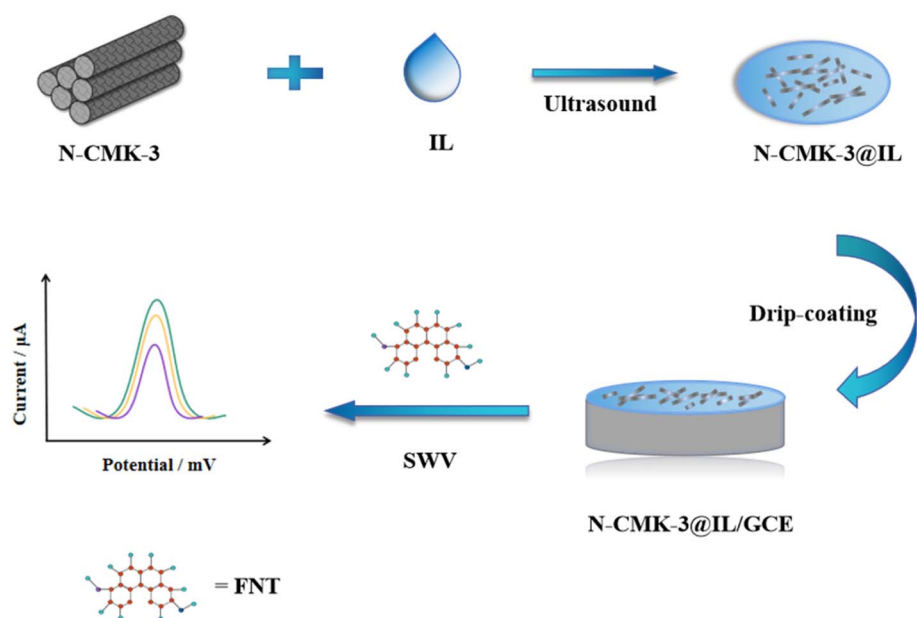 N-CMK-3
IL
Ultrasound
N-CMK-3@IL
Drip-coating
Current / μA
Potential / mV
SWV
N-CMK-3@IL/GCE
= FNT